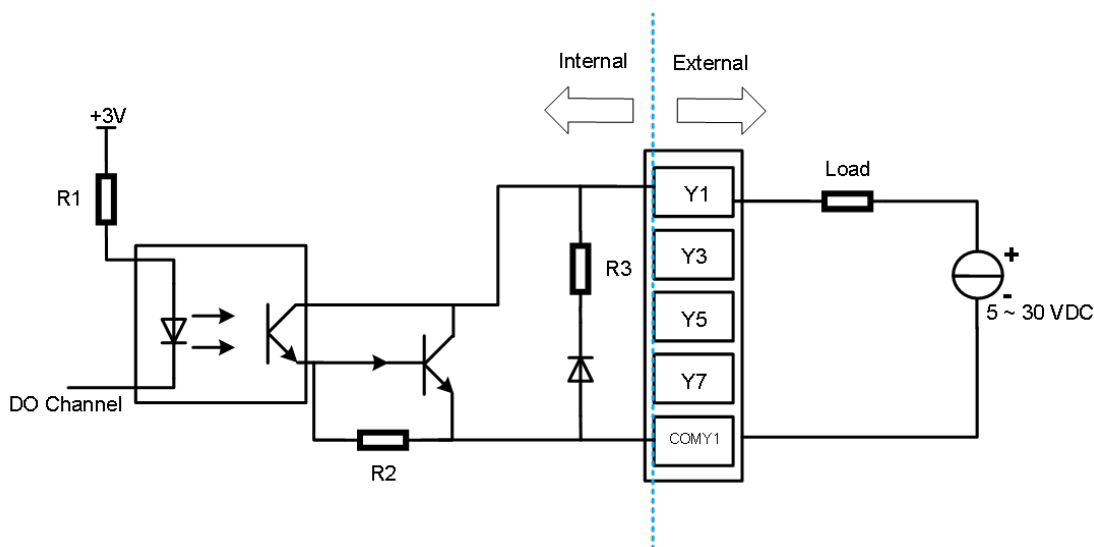 Internal
External
+3V
R1
DO Channel
R2
R3
Y1
Y3
Y5
Y7
COMY1
Load
+
-
5 ~ 30 VDC